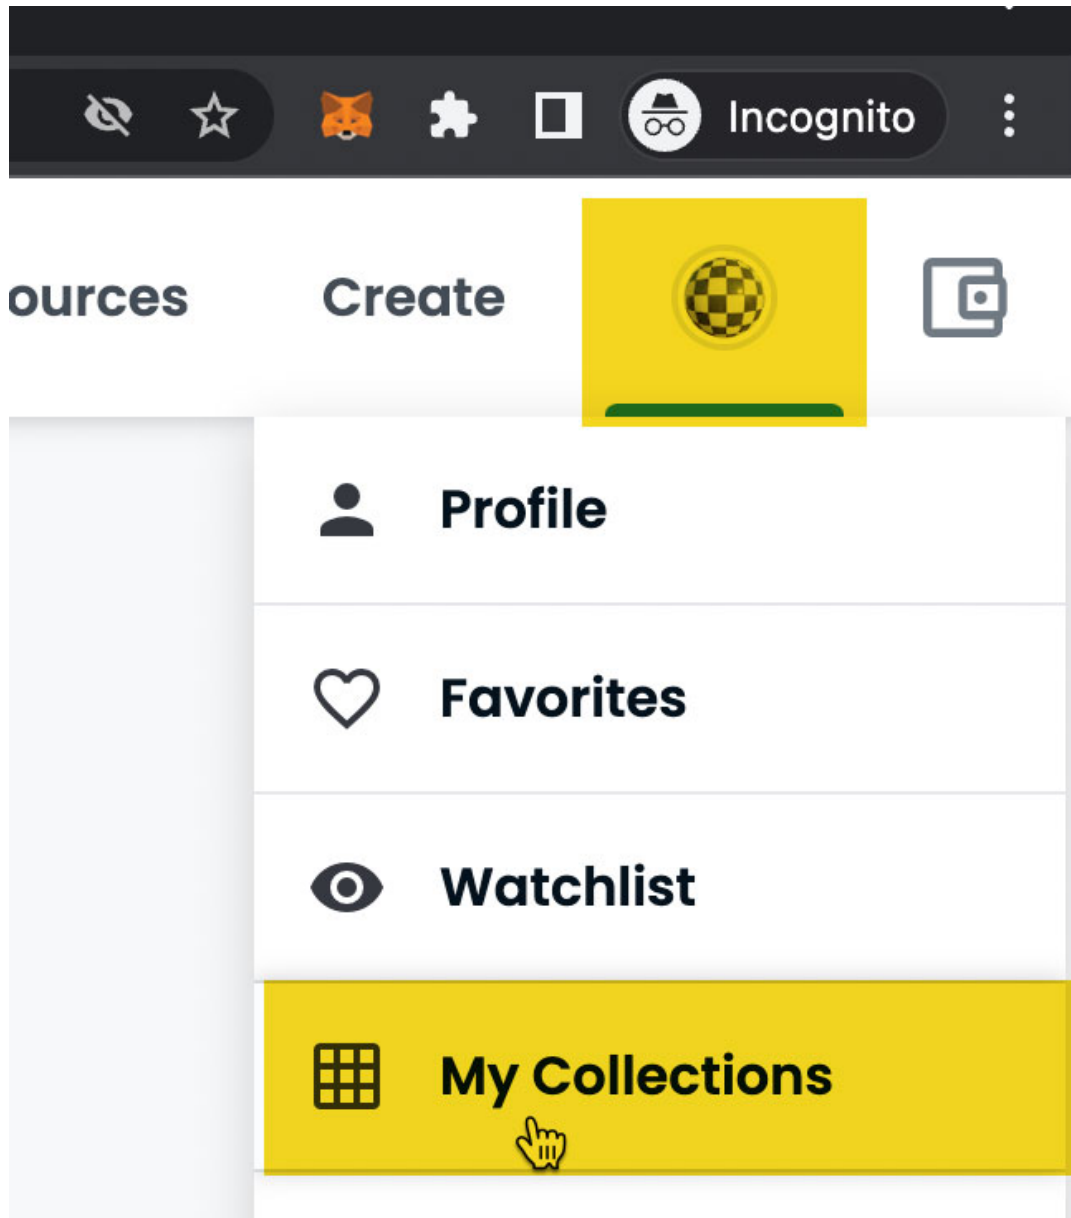 Incognito
ources Create
Profile
Favorites
Watchlist
My Collections